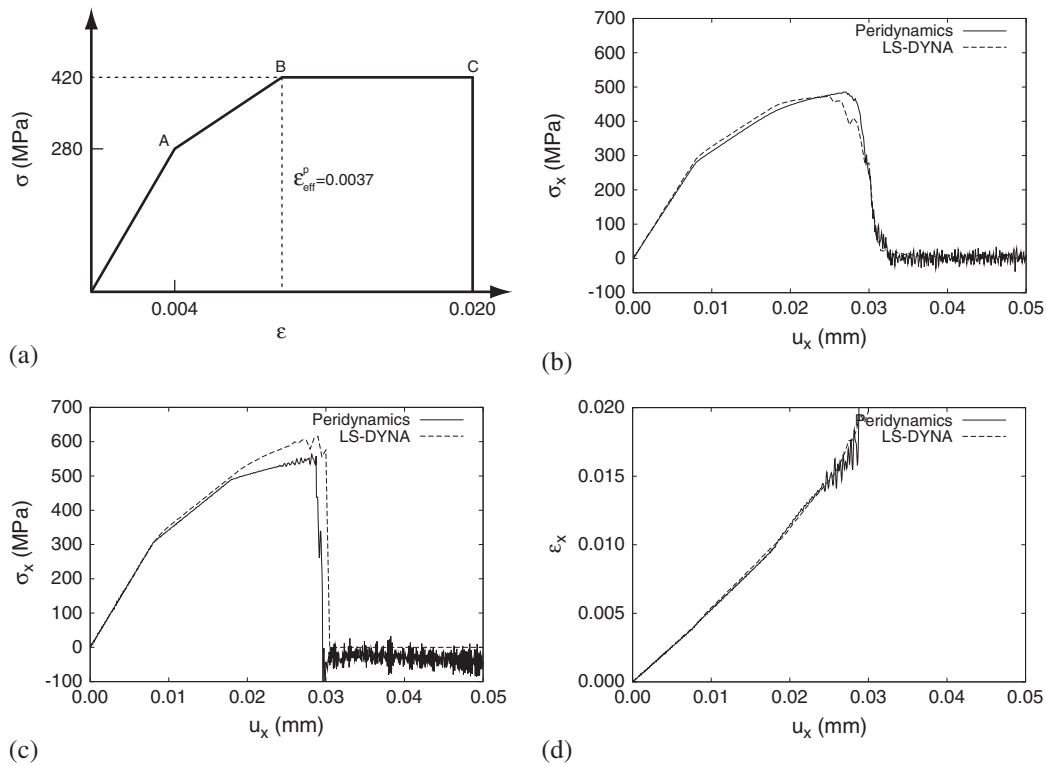 (a)
σ (MPa)
420
280
A
B
C
ε^p_eff=0.0037
0.004
0.020
ε
(b)
Peridynamics
LS-DYNA
σ_x (MPa)
700
600
500
400
300
200
100
0
-100
0.00 0.01 0.02 0.03 0.04 0.05
u_x (mm)
(c)
Peridynamics
LS-DYNA
σ_x (MPa)
700
600
500
400
300
200
100
0
-100
0.00 0.01 0.02 0.03 0.04 0.05
u_x (mm)
(d)
Peridynamics
LS-DYNA
ε_x
0.020
0.015
0.010
0.005
0.000
0.00 0.01 0.02 0.03 0.04 0.05
u_x (mm)